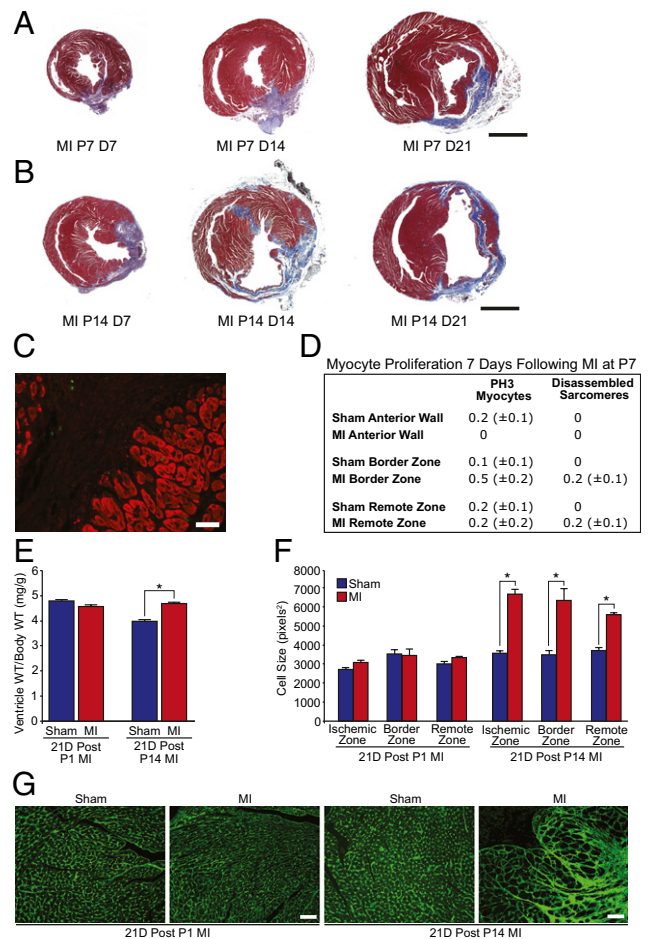 A
MI P7 D7 MI P7 D14 MI P7 D21
B
MI P14 D7 MI P14 D14 MI P14 D21
C
D
Myocyte Proliferation 7 Days Following MI at P7
PH3 Myocytes Disassembled Sarcomeres
Sham Anterior Wall 0.2 (±0.1) 0
MI Anterior Wall 0 0
Sham Border Zone 0.1 (±0.1) 0
MI Border Zone 0.5 (±0.2) 0.2 (±0.1)
Sham Remote Zone 0.2 (±0.1) 0
MI Remote Zone 0.2 (±0.2) 0.2 (±0.1)
E
Ventricle WT/Body WT (mg/g)
6
5
4
3
2
1
0
*
Sham MI Sham MI
21D Post P1 MI 21D Post P14 MI
F
Cell Size (pixels²)
8000
7000
6000
5000
4000
3000
2000
1000
0
Sham
MI
* * *
Ischemic Zone Border Zone Remote Zone Ischemic Zone Border Zone Remote Zone
21D Post P1 MI 21D Post P14 MI
G
Sham MI Sham MI
21D Post P1 MI 21D Post P14 MI